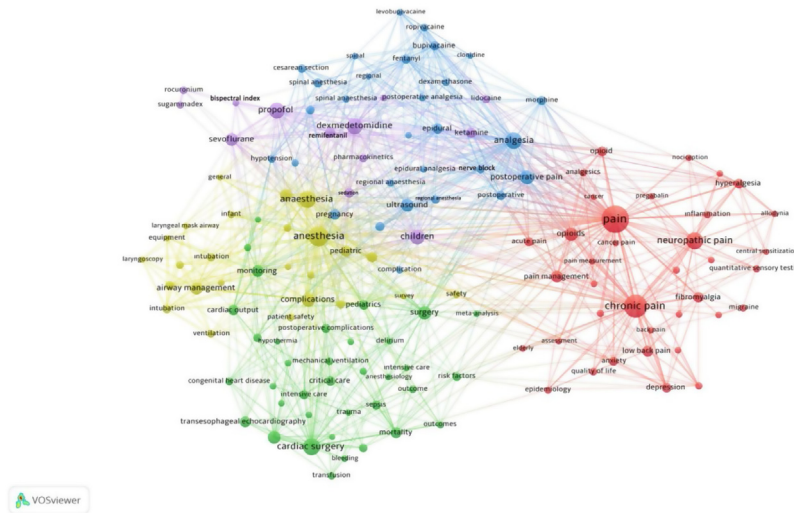 levobupivacaine
ropivacaine
bupivacaine
spinal
fentanyl
clonidine
cesarean section
regional
spinal anesthesia
dexamethasone
rocuronium
bispectral index
spinal anaesthesia
postoperative analgesia
lidocaine
morphine
sugammadex
propofol
dexmedetomidine
epidural
ketamine
sevoflurane
remifentanil
analgesia
opioid
hypotension
pharmacokinetics
nociception
epidural analgesia
nerve block
analgesics
general
regional anaesthesia
postoperative pain
hyperalgesia
sedation
cancer
pregabalin
anaesthesia
regional anesthesia
postoperative
infant
pregnancy
ultrasound
pain
inflammation
allodynia
laryngeal mask airway
equipment
anesthesia
children
opioids
acute pain
cancer pain
neuropathic pain
laryngoscopy
intubation
pediatric
central sensitizatio
monitoring
complication
pain measurement
quantitative sensory test
airway management
pain management
intubation
complications
survey
safety
fibromyalgia
cardiac output
pediatrics
surgery
meta-analysis
chronic pain
migraine
patient safety
ventilation
postoperative complications
back pain
hypothermia
delirium
elderly
assessment
low back pain
mechanical ventilation
intensive care
anxiety
congenital heart disease
critical care
anesthesiology
risk factors
quality of life
intensive care
outcome
epidemiology
depression
sepsis
trauma
transesophageal echocardiography
outcomes
mortality
cardiac surgery
bleeding
transfusion
VOSviewer